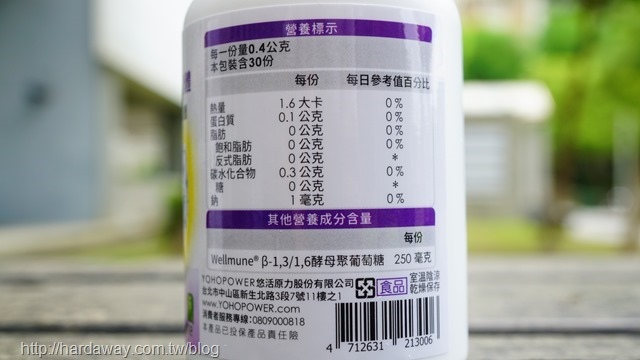 營養標示
每一份量0.4公克
本包裝含30份
每份 每日參考值百分比
熱量 1.6 大卡 0%
蛋白質 0.1 公克 0%
脂肪 0 公克 0%
飽和脂肪 0 公克 0%
反式脂肪 0 公克 *
碳水化合物 0.3 公克 0%
糖 0 公克 *
鈉 1 毫克 0%
其他營養成分含量
每份
Wellmune® β-1,3/1,6酵母聚葡萄糖 250 毫克
YOHOPOWER 悠活原力股份有限公司
台北市中山區新生北路3段7號11樓之1
www.YOHOPOWER.COM
消費者服務專線:0809000818
本產品已投保產品責任險
食品
室溫陰涼
乾燥保存
4 712631 213006
體
http://hardaway.com.tw/blog